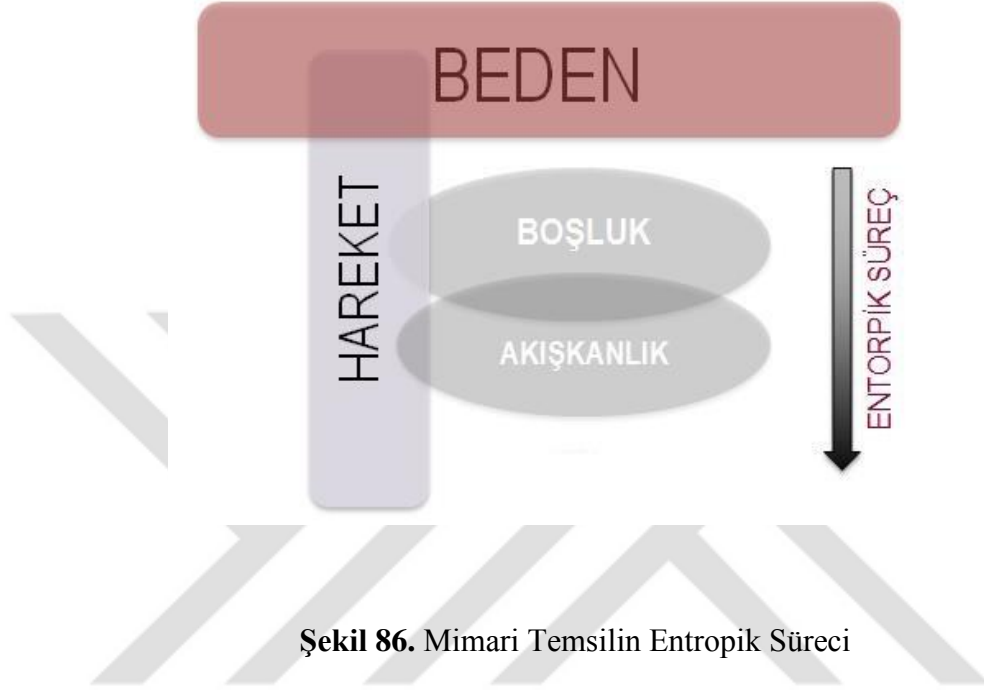 BEDEN
HAREKET
BOŞLUK
AKIŞKANLIK
ENTORPİK SÜREÇ
Şekil 86. Mimari Temsilin Entropik Süreci